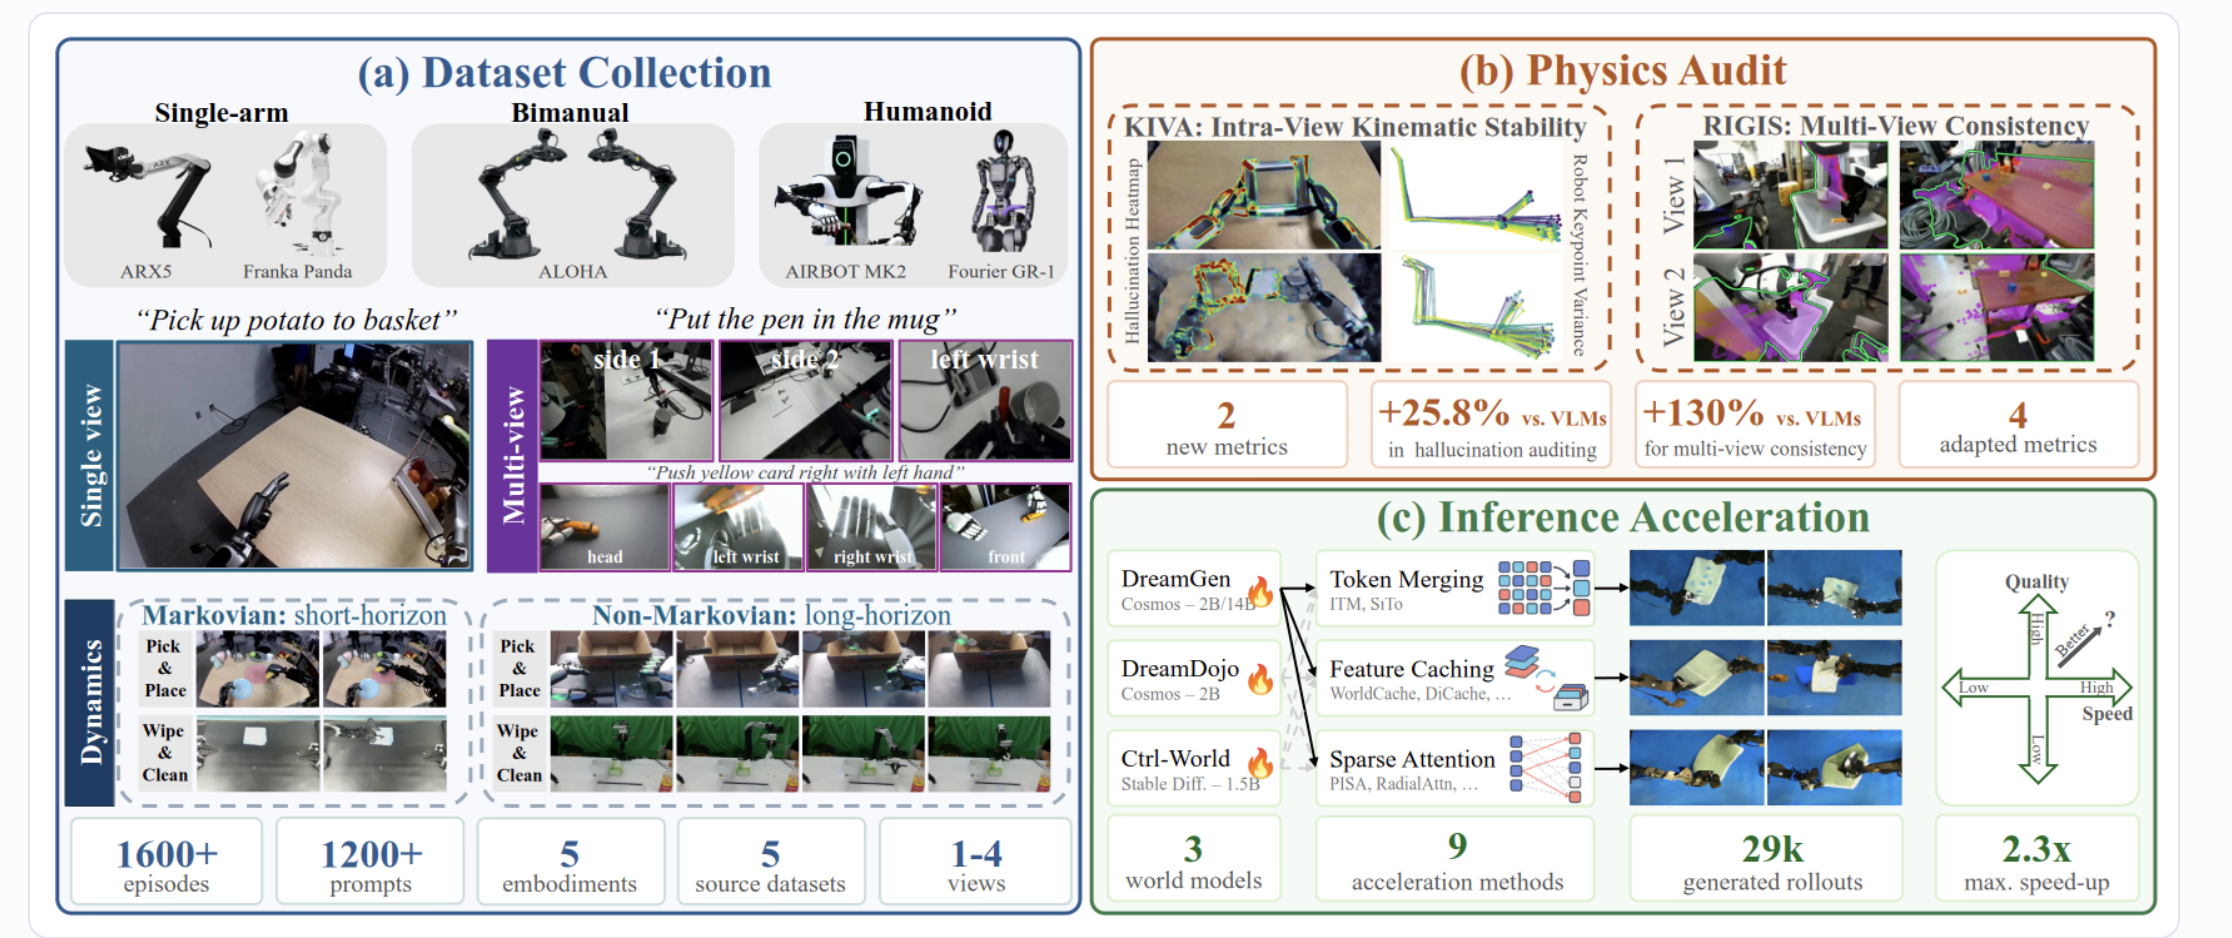 (a) Dataset Collection
Single-arm
Bimanual
Humanoid
ARX5
Franka Panda
ALOHA
AIRBOT MK2
Fourier GR-1
“Pick up potato to basket”
“Put the pen in the mug”
Single view
Multi-view
side 1
side 2
left wrist
“Push yellow card right with left hand”
head
left wrist
right wrist
front
Dynamics
Markovian: short-horizon
Pick
&
Place
Wipe
&
Clean
Non-Markovian: long-horizon
Pick
&
Place
Wipe
&
Clean
1600+
episodes
1200+
prompts
5
embodiments
5
source datasets
1-4
views
(b) Physics Audit
KIVA: Intra-View Kinematic Stability
Hallucination Heatmap
Robot Keypoint Variance
RIGIS: Multi-View Consistency
View 1
View 2
2
new metrics
+25.8% vs. VLMs
in hallucination auditing
+130% vs. VLMs
for multi-view consistency
4
adapted metrics
(c) Inference Acceleration
DreamGen
Cosmos – 2B/14B
DreamDojo
Cosmos – 2B
Ctrl-World
Stable Diff. – 1.5B
Token Merging
ITM, SiTo
Feature Caching
WorldCache, DiCache, …
Sparse Attention
PISA, RadialAttn, …
Quality
High
Better
?
Low
High
Speed
Low
3
world models
9
acceleration methods
29k
generated rollouts
2.3x
max. speed-up